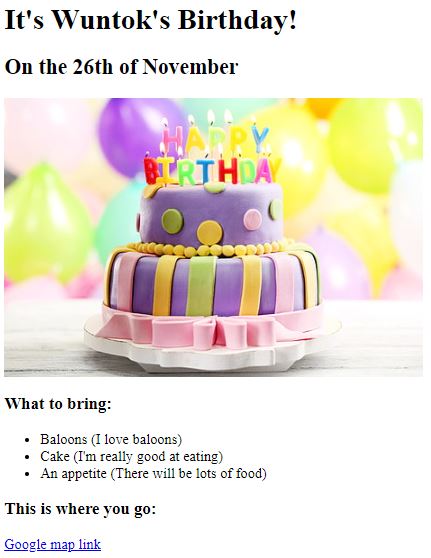 It's Wuntok's Birthday!
On the 26th of November
HAPPY
BIRTHDAY
What to bring:
Baloons (I love baloons)
Cake (I'm really good at eating)
An appetite (There will be lots of food)
This is where you go:
Google map link